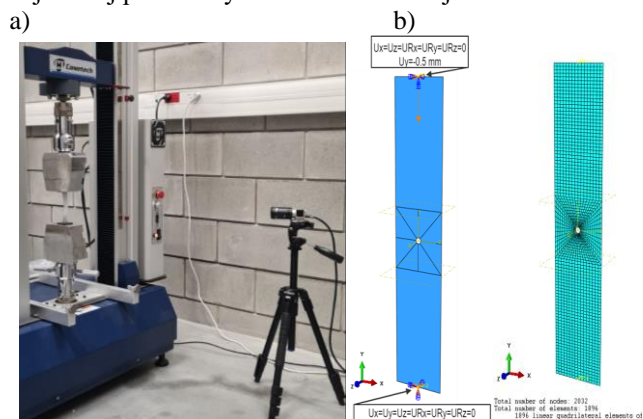 a)
b)
Cometech
Ux=Uz=URx=URy=URz=0
Uy=-0.5 mm
Y
Z
X
Y
Z
X
Total number of nodes: 2032
Total number of elements: 1896
1896 linear quadrilateral elements of
Ux=Uy=Uz=URx=URy=URz=0